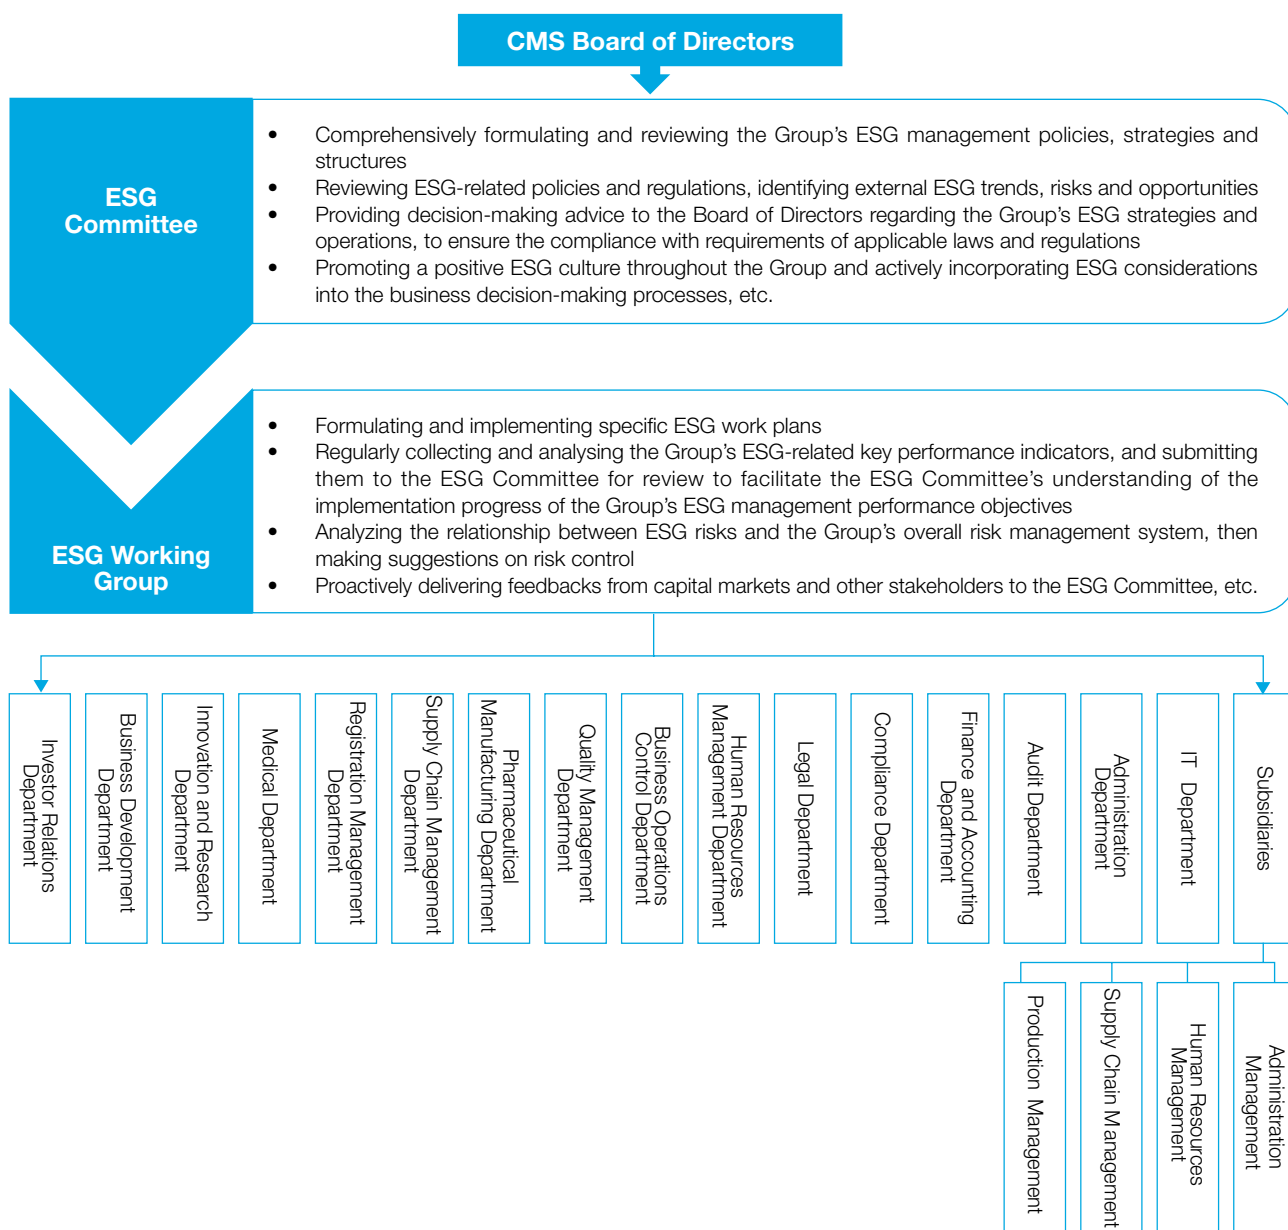 CMS Board of Directors
ESG
Committee
• Comprehensively formulating and reviewing the Group’s ESG management policies, strategies and
structures
• Reviewing ESG-related policies and regulations, identifying external ESG trends, risks and opportunities
• Providing decision-making advice to the Board of Directors regarding the Group’s ESG strategies and
operations, to ensure the compliance with requirements of applicable laws and regulations
• Promoting a positive ESG culture throughout the Group and actively incorporating ESG considerations
into the business decision-making processes, etc.
ESG Working
Group
• Formulating and implementing specific ESG work plans
• Regularly collecting and analysing the Group’s ESG-related key performance indicators, and submitting
them to the ESG Committee for review to facilitate the ESG Committee’s understanding of the
implementation progress of the Group’s ESG management performance objectives
• Analyzing the relationship between ESG risks and the Group’s overall risk management system, then
making suggestions on risk control
• Proactively delivering feedbacks from capital markets and other stakeholders to the ESG Committee, etc.
Investor Relations
Department
Business Development
Department
Innovation and Research
Department
Medical Department
Registration Management
Department
Supply Chain Management
Department
Pharmaceutical
Manufacturing Department
Quality Management
Department
Business Operations
Control Department
Human Resources
Management Department
Legal Department
Compliance Department
Finance and Accounting
Department
Audit Department
Administration
Department
IT Department
Subsidiaries
Production Management
Supply Chain Management
Human Resources
Management
Administration
Management